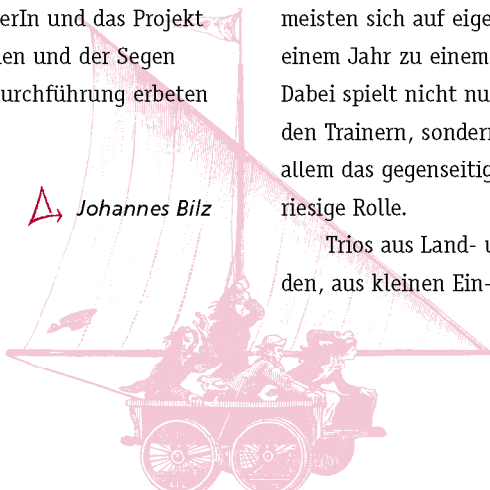 erIn und das Projekt
en und der Segen
urchführung erbeten
Johannes Bilz
meisten sich auf eige
einem Jahr zu einem
Dabei spielt nicht nu
den Trainern, sondern
allem das gegenseitig
riesige Rolle.
Trios aus Land- u
den, aus kleinen Ein-